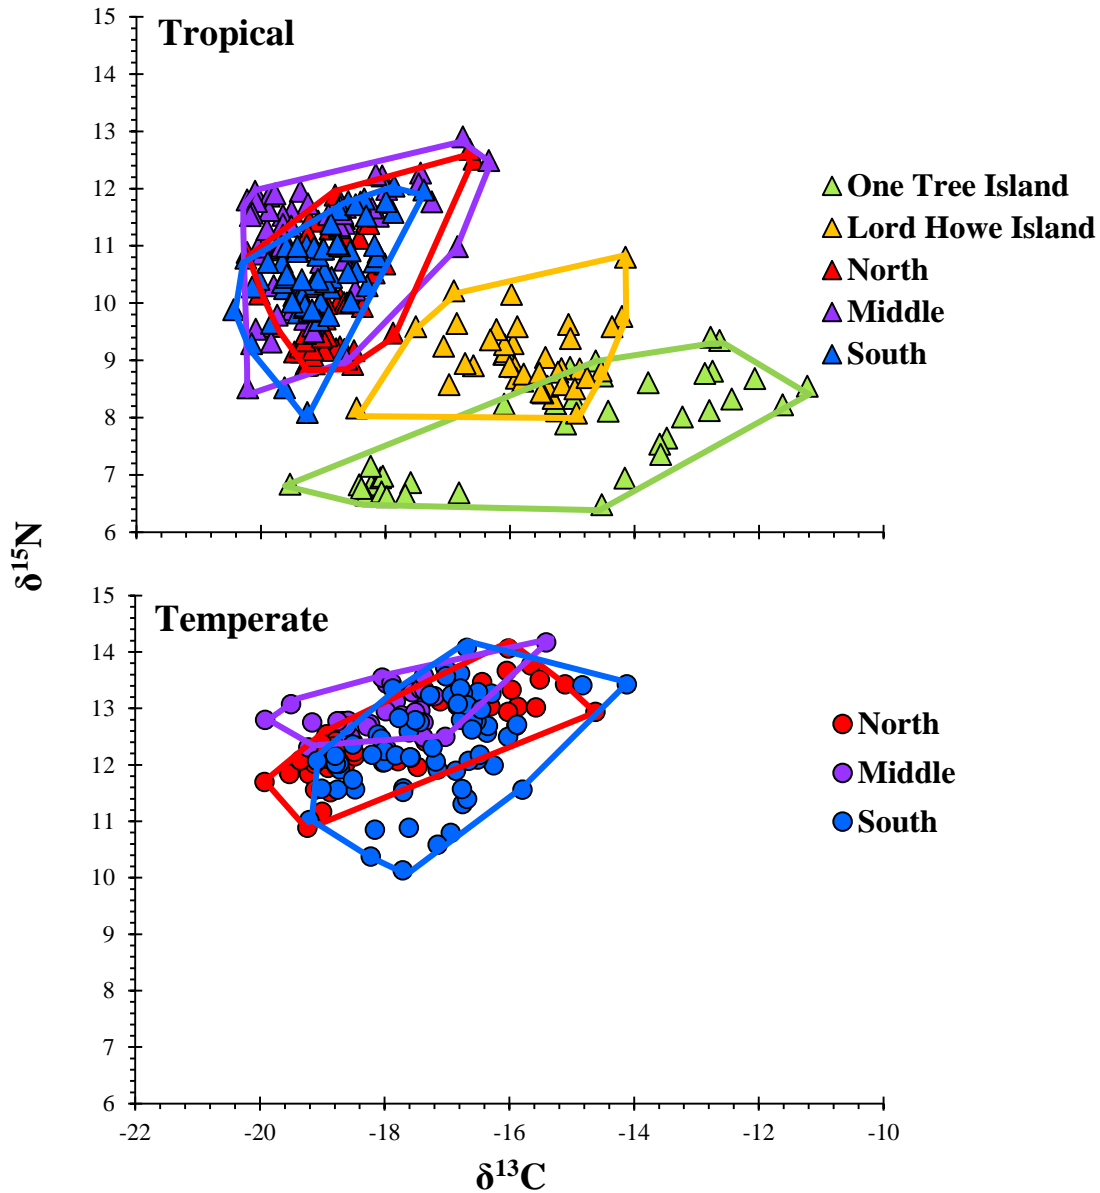 Tropical
15
14
13
12
11
10
9
8
7
6
One Tree Island
Lord Howe Island
North
Middle
South
δ¹⁵N
Temperate
15
14
13
12
11
10
9
8
7
6
North
Middle
South
-22 -20 -18 -16 -14 -12 -10
δ¹³C